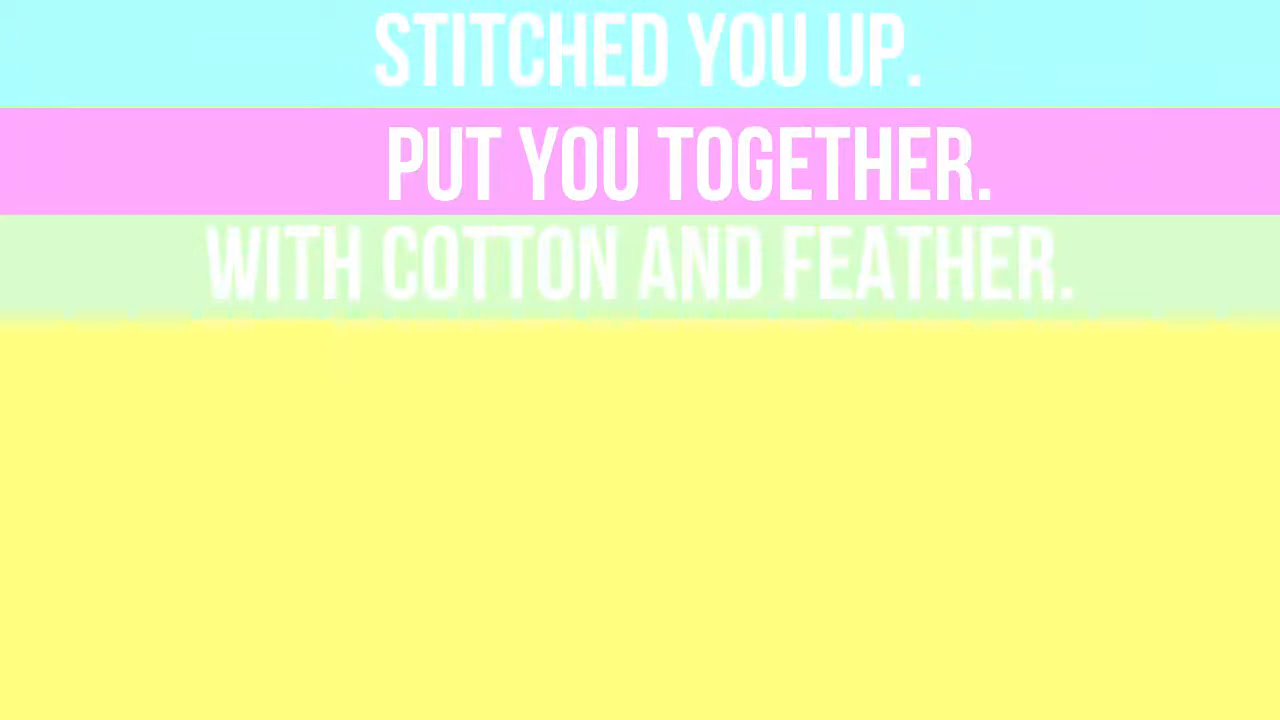 STITCHED YOU UP.
PUT YOU TOGETHER.
WITH COTTON AND FEATHER.